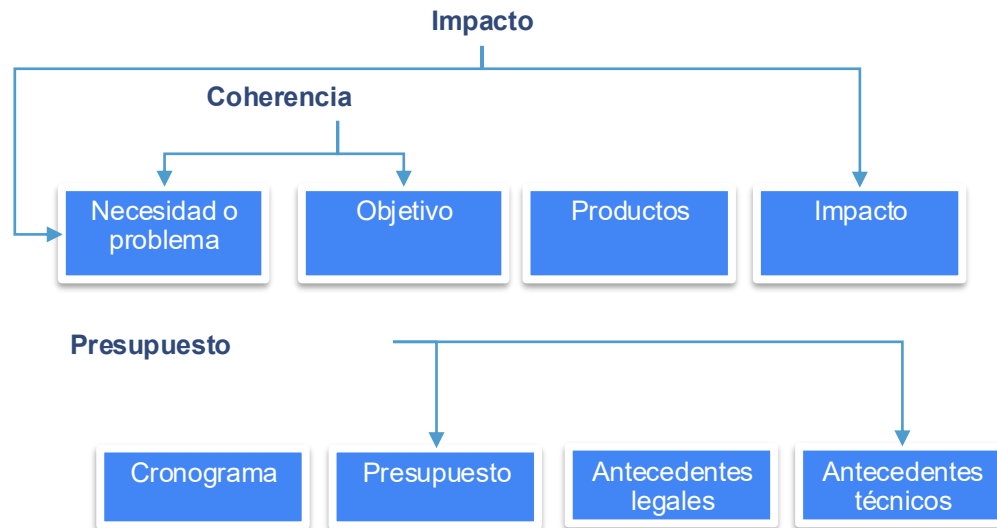 Impacto
Coherencia
Necesidad o
problema
Objetivo
Productos
Impacto
Presupuesto
Cronograma
Presupuesto
Antecedentes
legales
Antecedentes
técnicos